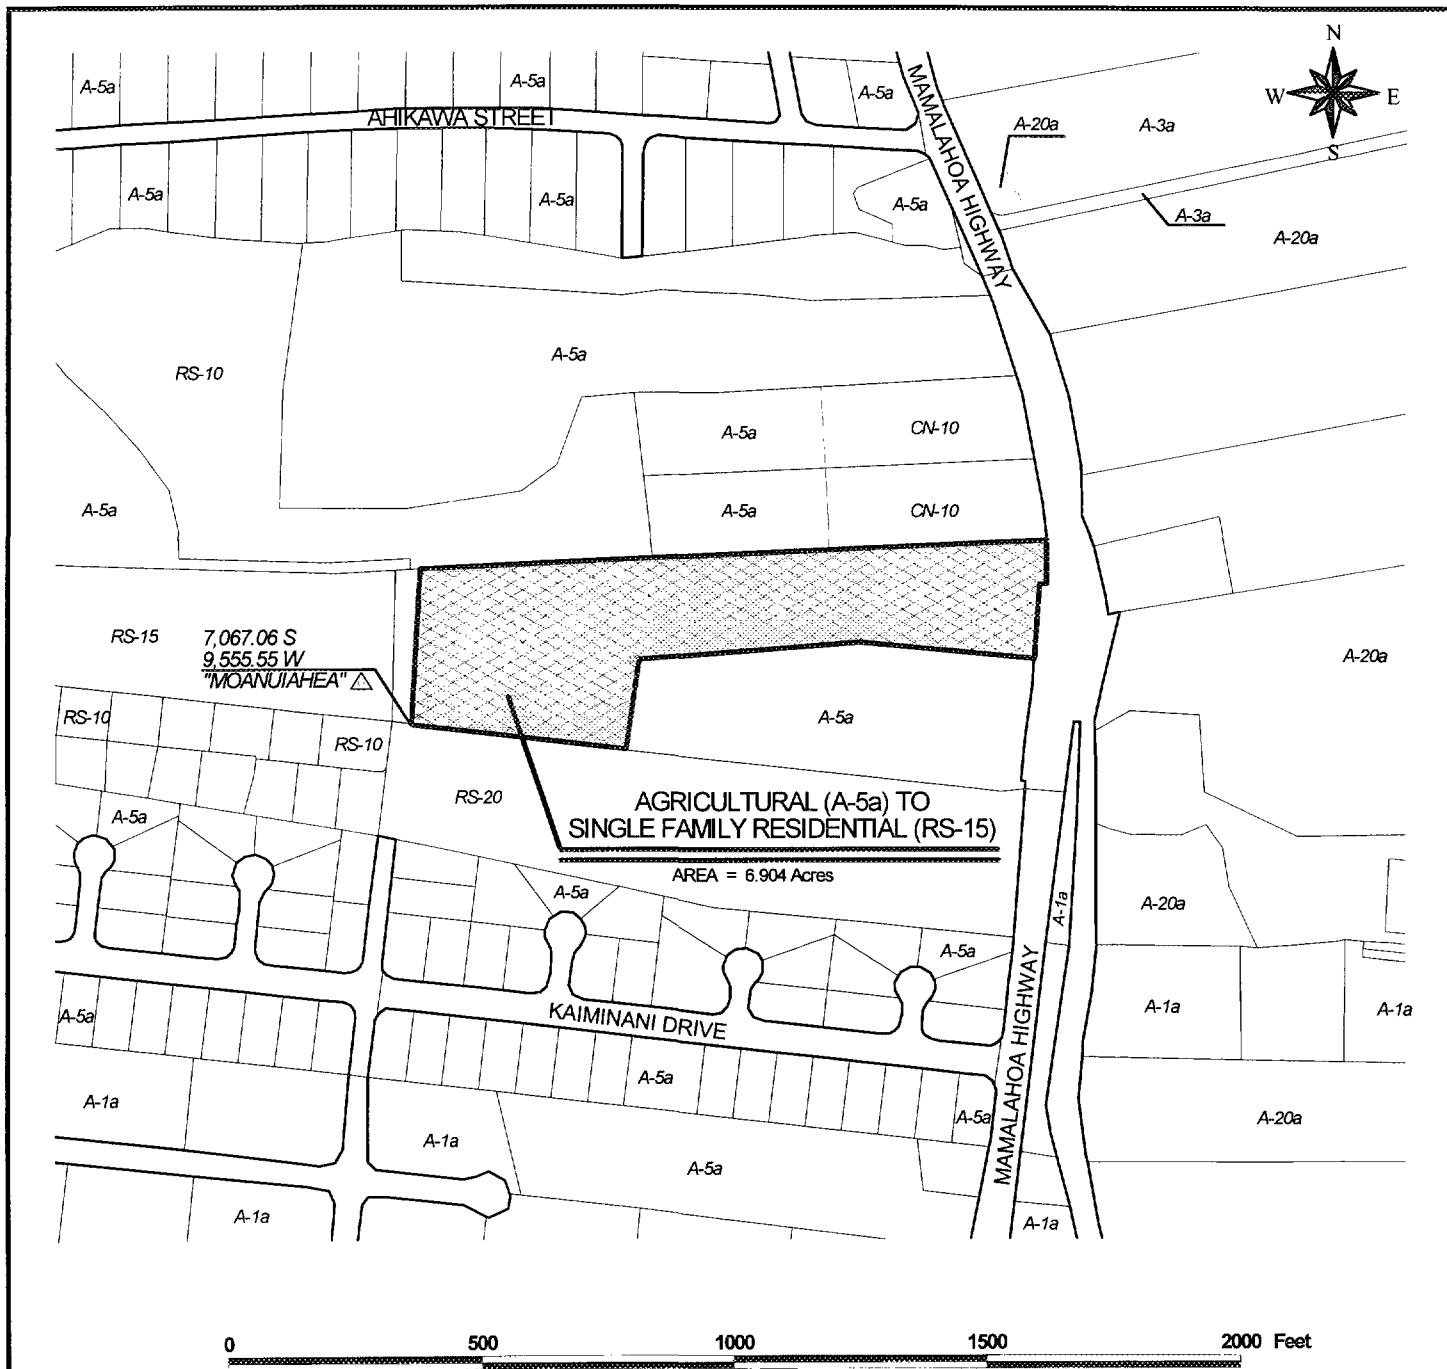 N
W E
S
A-5a
A-5a
A-5a
AHIKAWA STREET
MAMALAHOA HIGHWAY
A-20a
A-3a
A-5a
A-5a
A-5a
A-3a
A-20a
RS-10
A-5a
A-5a
CN-10
A-5a
A-5a
CN-10
RS-15
7,067.06 S
9,555.55 W
"MOANUIAHEA"
A-20a
RS-10
RS-10
A-5a
RS-20
AGRICULTURAL (A-5a) TO
SINGLE FAMILY RESIDENTIAL (RS-15)
AREA = 6.904 Acres
A-5a
A-5a
A-1a
A-20a
A-5a
MAMALAHOA HIGHWAY
A-5a
KAIMINANI DRIVE
A-1a
A-1a
A-5a
A-1a
A-5a
A-20a
A-1a
A-5a
A-1a
A-1a
0 500 1000 1500 2000 Feet